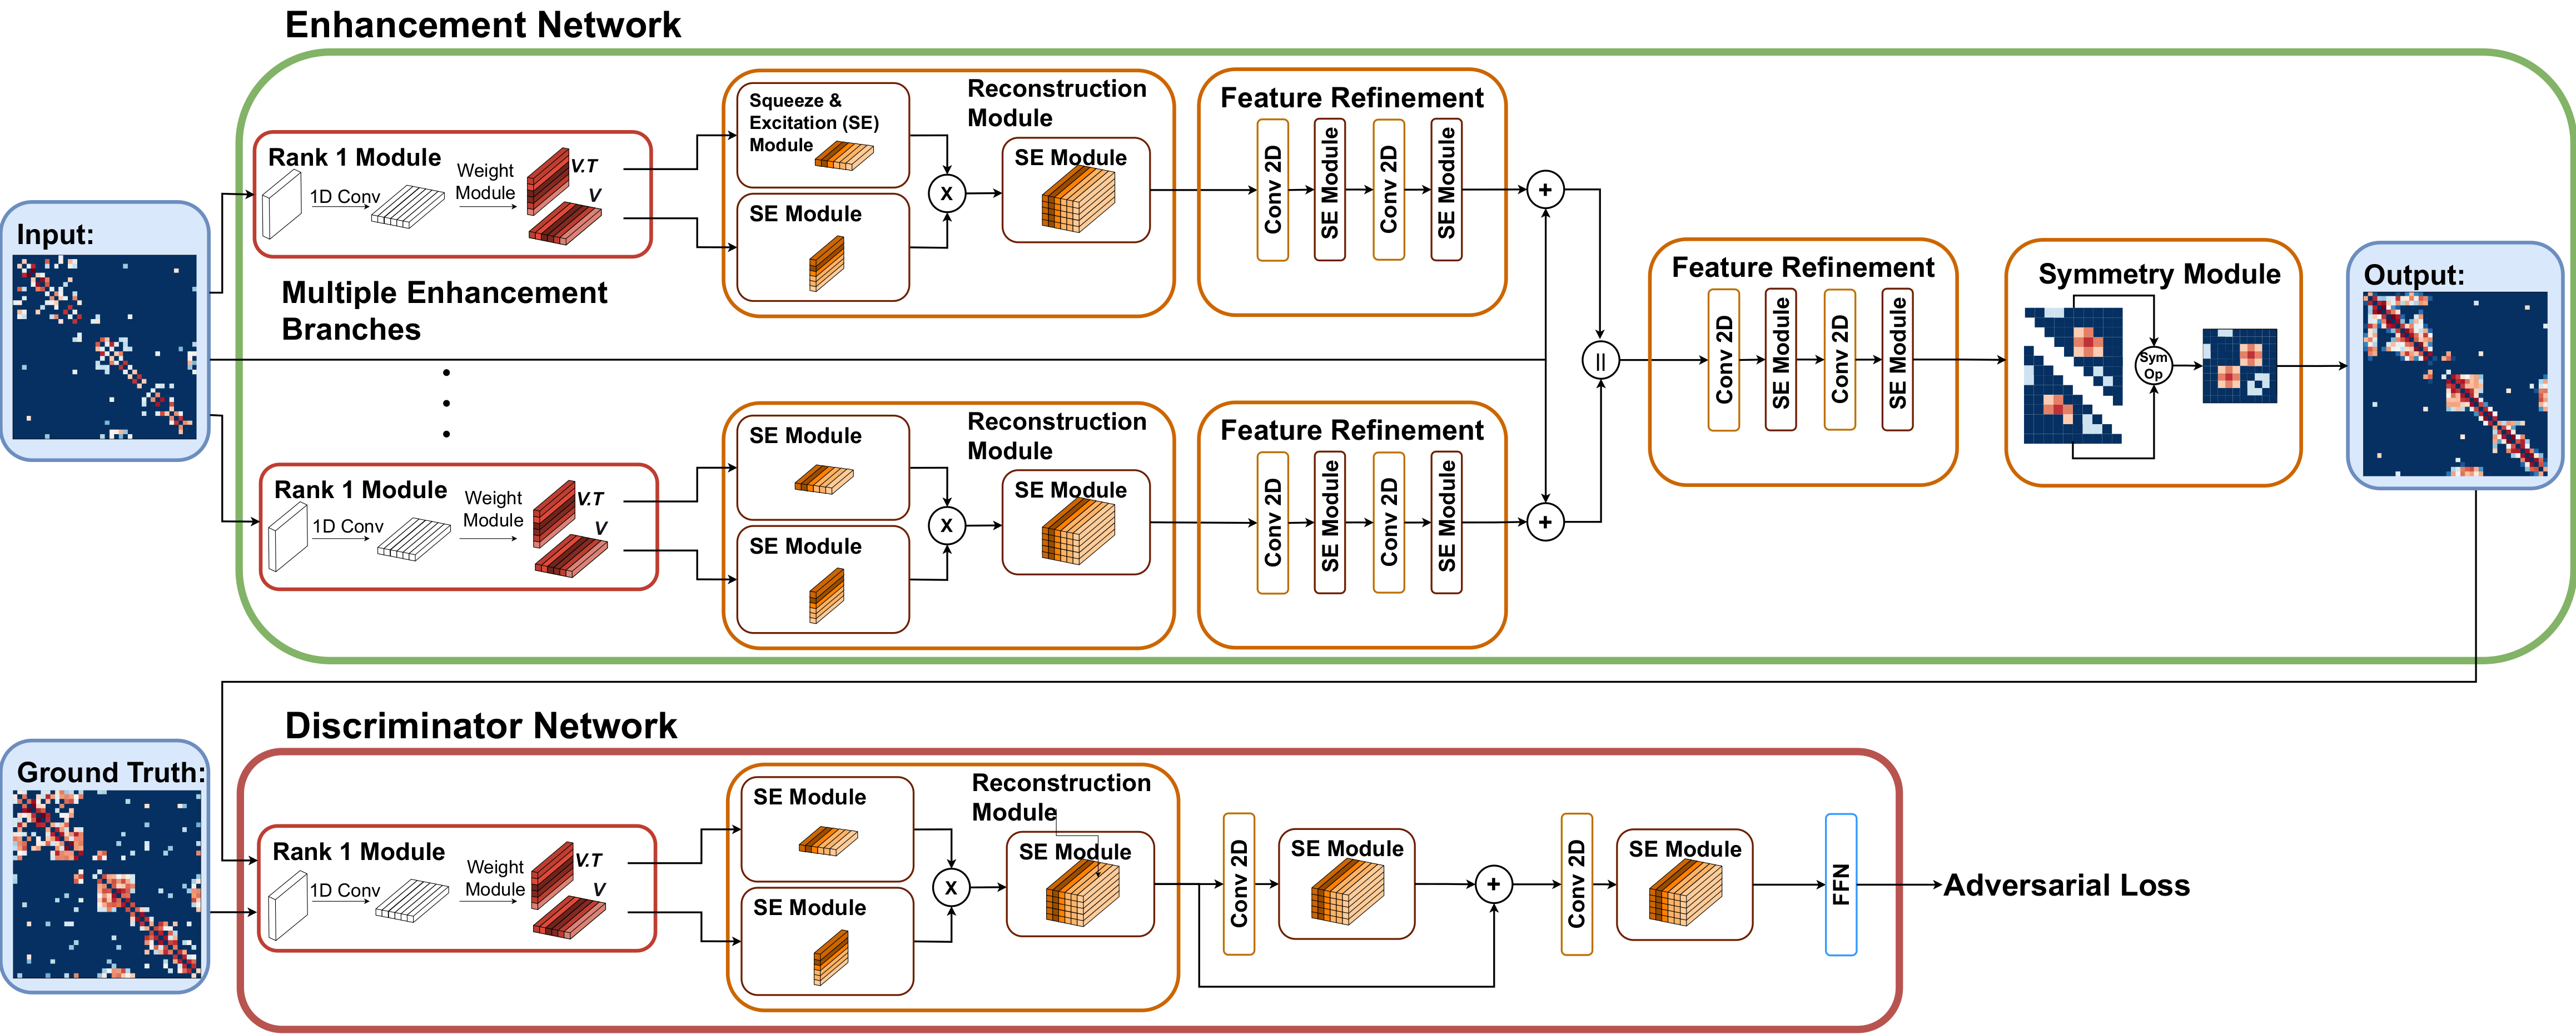 Enhancement Network
Input:
Rank 1 Module
1D Conv
Weight
Module
V.T
V
Squeeze &
Excitation (SE)
Module
SE Module
X
Reconstruction
Module
SE Module
Feature Refinement
Conv 2D
SE Module
Conv 2D
SE Module
+
Multiple Enhancement
Branches
Rank 1 Module
1D Conv
Weight
Module
V.T
V
SE Module
SE Module
X
Reconstruction
Module
SE Module
Feature Refinement
Conv 2D
SE Module
Conv 2D
SE Module
+
||
Feature Refinement
Conv 2D
SE Module
Conv 2D
SE Module
Symmetry Module
Sym
Op
Output:
Discriminator Network
Ground Truth:
Rank 1 Module
1D Conv
Weight
Module
V.T
V
SE Module
SE Module
X
Reconstruction
Module
SE Module
Conv 2D
SE Module
+
Conv 2D
SE Module
FFN
Adversarial Loss